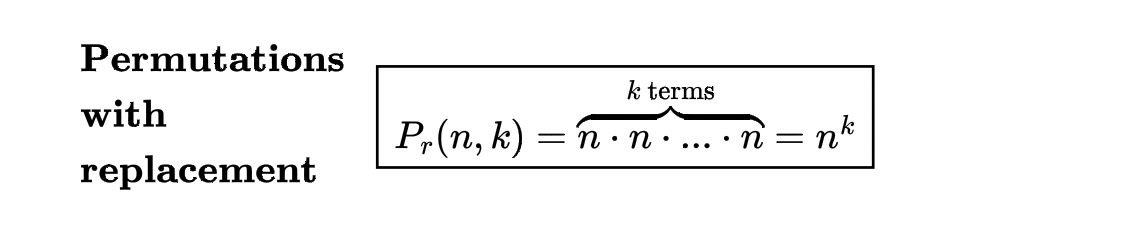 Permutations
with
replacement
k terms
P_r(n, k) = n · n · ... · n = n^k